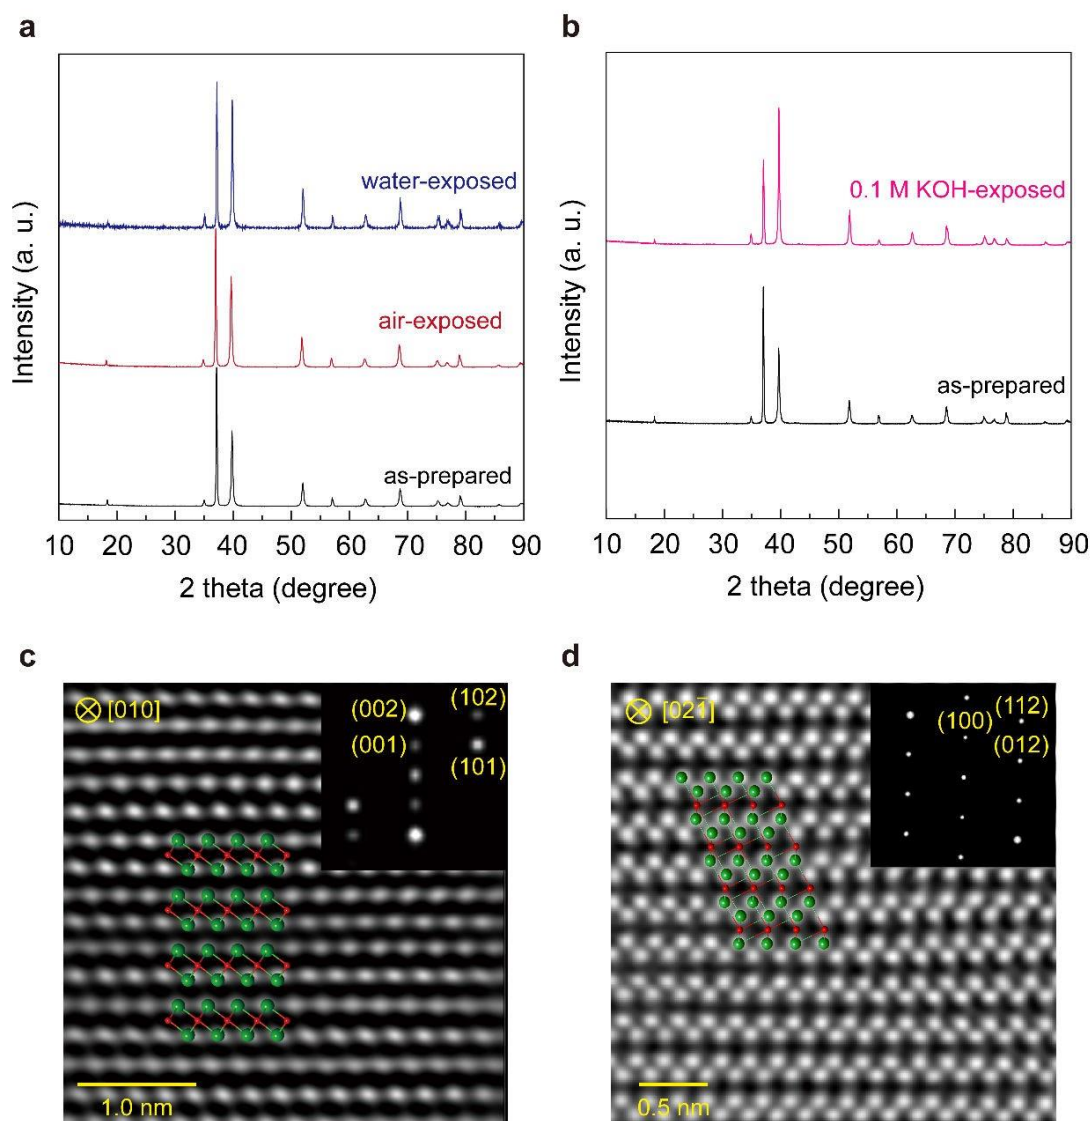 a
water-exposed
air-exposed
as-prepared
Intensity (a. u.)
10 20 30 40 50 60 70 80 90
2 theta (degree)
b
0.1 M KOH-exposed
as-prepared
Intensity (a. u.)
10 20 30 40 50 60 70 80 90
2 theta (degree)
c
[010]
(002)
(102)
(001)
(101)
1.0 nm
d
[021̅]
(100)
(112)
(012)
0.5 nm